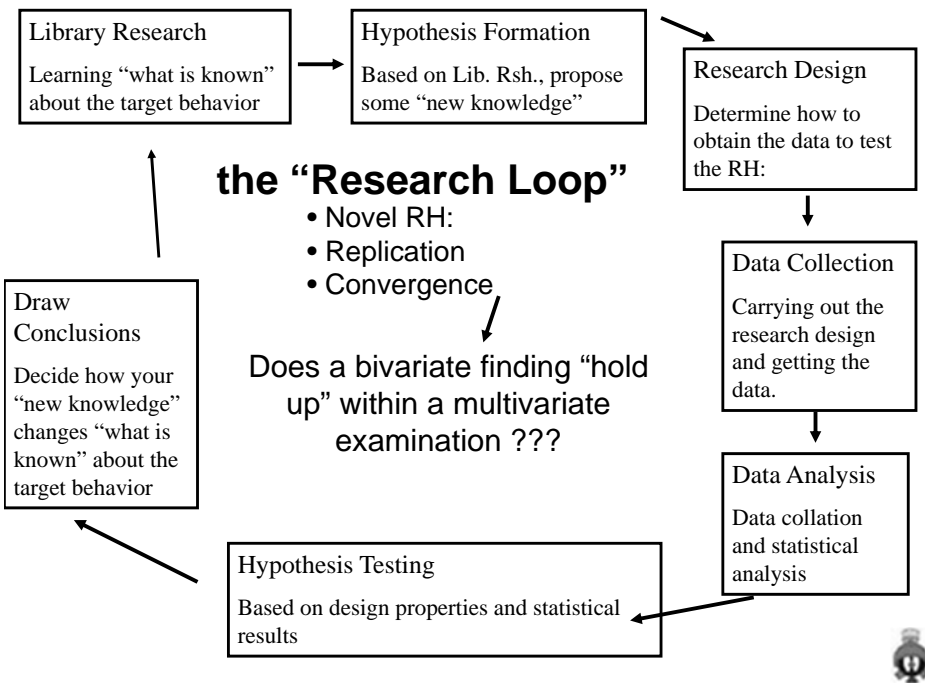 Library Research
Learning “what is known”
about the target behavior
Hypothesis Formation
Based on Lib. Rsh., propose
some “new knowledge”
Research Design
Determine how to
obtain the data to test
the RH:
the “Research Loop”
• Novel RH:
• Replication
• Convergence
Data Collection
Carrying out the
research design
and getting the
data.
Draw
Conclusions
Decide how your
“new knowledge”
changes “what is
known” about the
target behavior
Does a bivariate finding “hold
up” within a multivariate
examination ???
Data Analysis
Data collation
and statistical
analysis
Hypothesis Testing
Based on design properties and statistical
results